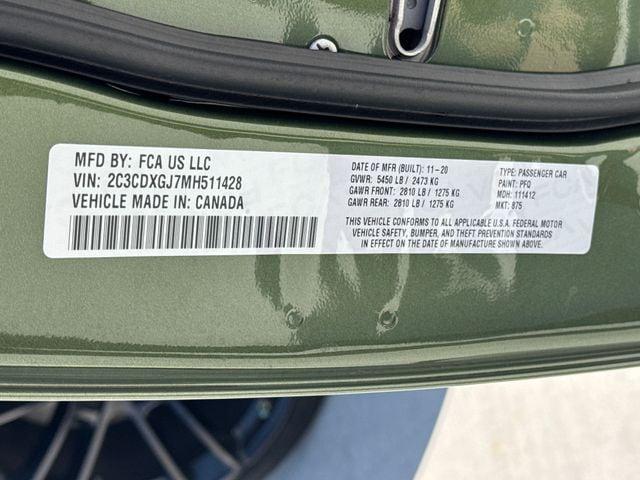 MFD BY: FCA US LLC
VIN: 2C3CDXGJ7MH511428
VEHICLE MADE IN: CANADA
DATE OF MFR (BUILT): 11-20
GVWR: 5450 LB / 2473 KG
GAWR FRONT: 2810 LB / 1275 KG
GAWR REAR: 2810 LB / 1275 KG
TYPE: PASSENGER CAR
PAINT: PFQ
MDH: 111412
MKT: 875
THIS VEHICLE CONFORMS TO ALL APPLICABLE U.S.A. FEDERAL MOTOR
VEHICLE SAFETY, BUMPER, AND THEFT PREVENTION STANDARDS
IN EFFECT ON THE DATE OF MANUFACTURE SHOWN ABOVE.